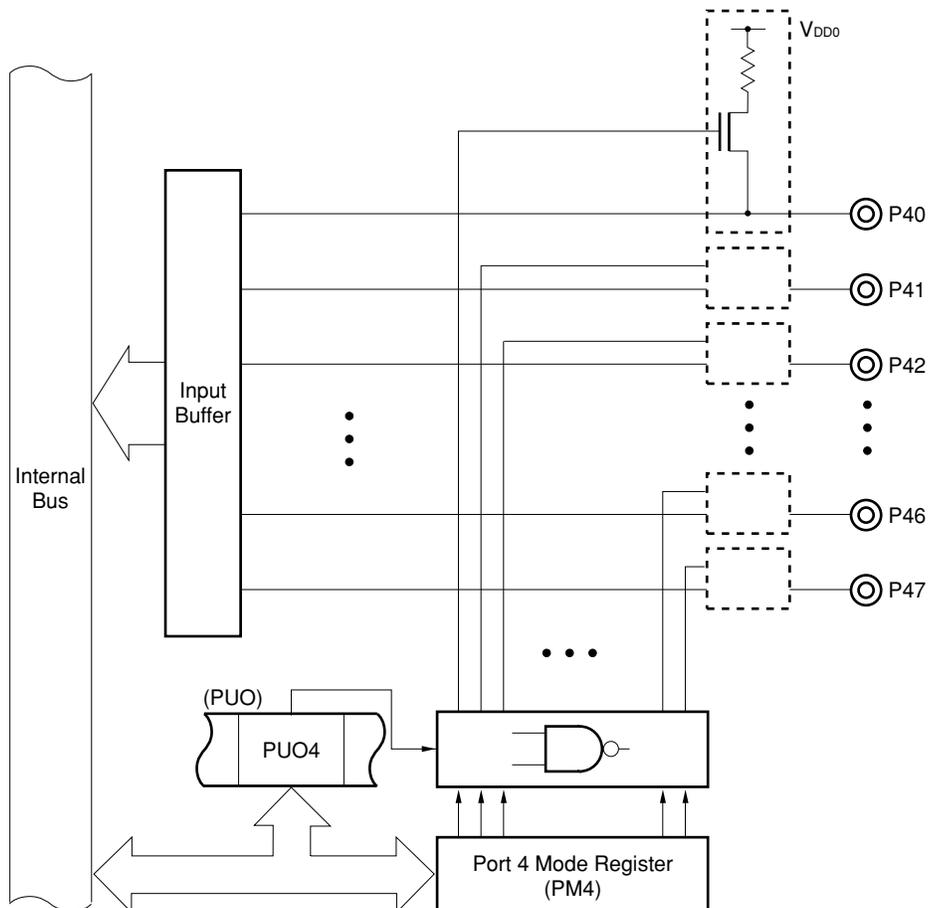 VDD0
P40
P41
P42
Input
Buffer
Internal
Bus
P46
P47
(PUO)
PUO4
Port 4 Mode Register
(PM4)